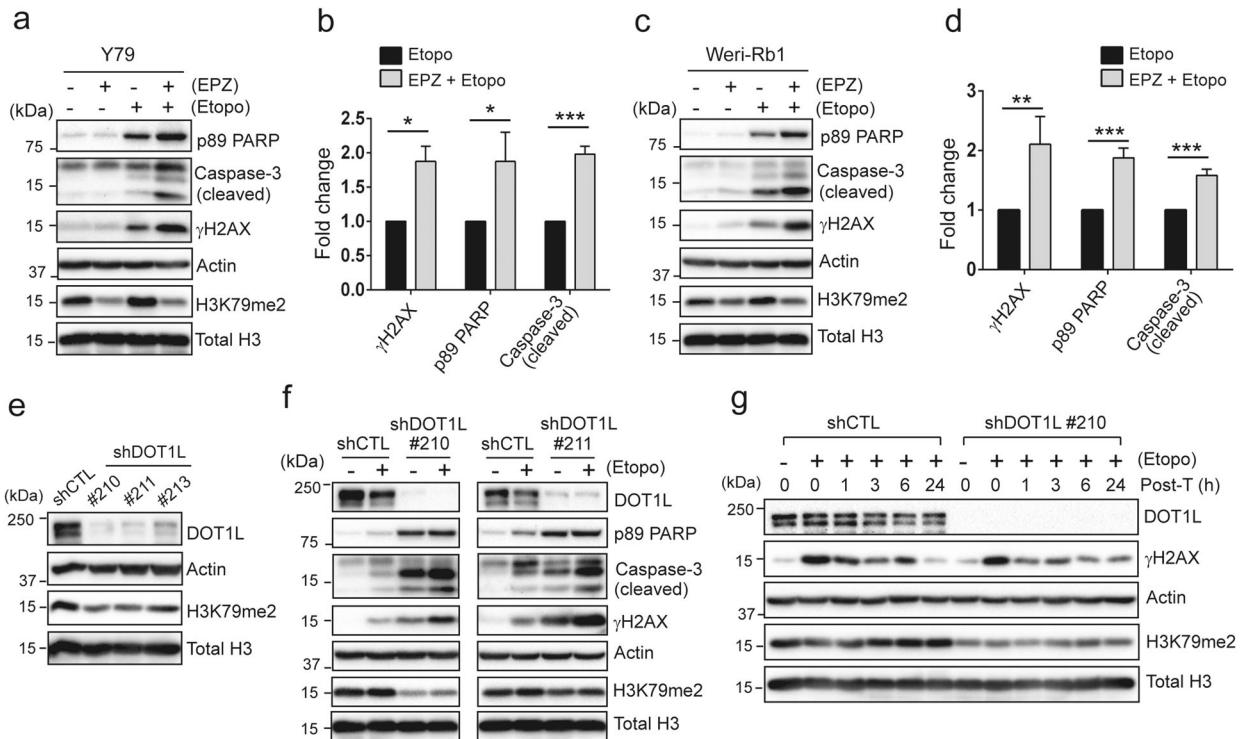 a
Y79
- + - + (EPZ)
(kDa) - - + + (Etopo)
p89 PARP
75
Caspase-3
(cleaved)
15
15 γH2AX
Actin
37
15 H3K79me2
15 Total H3
b
Etopo
EPZ + Etopo
Fold change
2.5
2.0
1.5
1.0
0.5
0.0
* * ***
γH2AX
p89 PARP
Caspase-3
(cleaved)
c
Weri-Rb1
- + - + (EPZ)
(kDa) - - + + (Etopo)
p89 PARP
75
Caspase-3
(cleaved)
15
15 γH2AX
Actin
37
15 H3K79me2
15 Total H3
d
Etopo
EPZ + Etopo
Fold change
3
2
1
0
** *** ***
γH2AX
p89 PARP
Caspase-3
(cleaved)
e
shDOT1L
(kDa) shCTL #210 #211 #213
250
DOT1L
Actin
37
15 H3K79me2
15 Total H3
f
shCTL shDOT1L #210 shCTL shDOT1L #211
(kDa) - + - + - + - + (Etopo)
250
DOT1L
p89 PARP
75
Caspase-3
(cleaved)
15
15 γH2AX
Actin
37
15 H3K79me2
15 Total H3
g
shCTL shDOT1L #210
- + + + + + - + + + + + (Etopo)
(kDa) 0 0 1 3 6 24 0 0 1 3 6 24 Post-T (h)
250
DOT1L
15 γH2AX
Actin
37
15 H3K79me2
15 Total H3